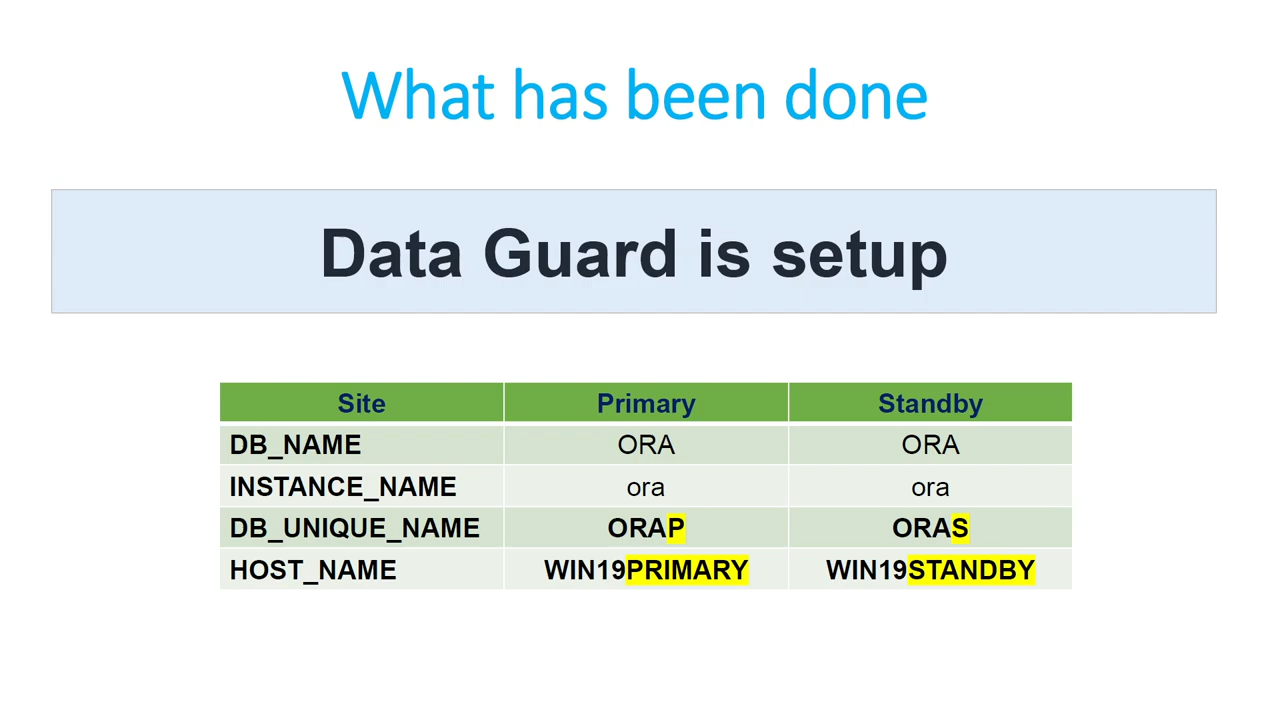 What has been done
Data Guard is setup
Site Primary Standby
DB_NAME ORA ORA
INSTANCE_NAME ora ora
DB_UNIQUE_NAME ORAP ORAS
HOST_NAME WIN19PRIMARY WIN19STANDBY